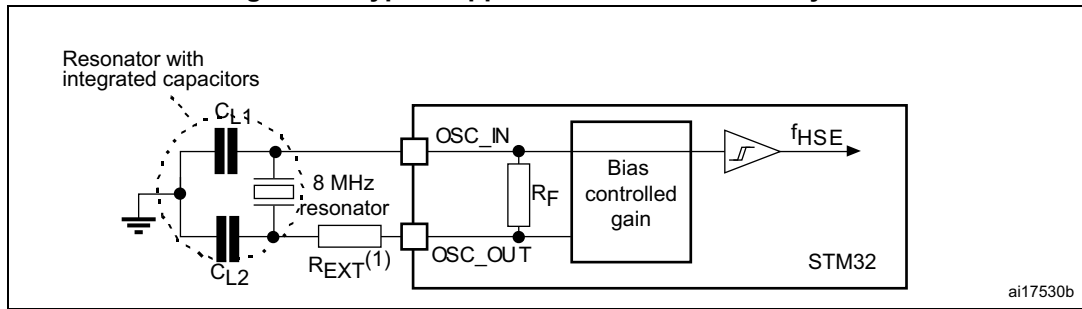 Resonator with
integrated capacitors
CL1
OSC_IN
fHSE
8 MHz
resonator
RF
Bias
controlled
gain
REXT(1)
OSC_OUT
STM32
CL2
ai17530b